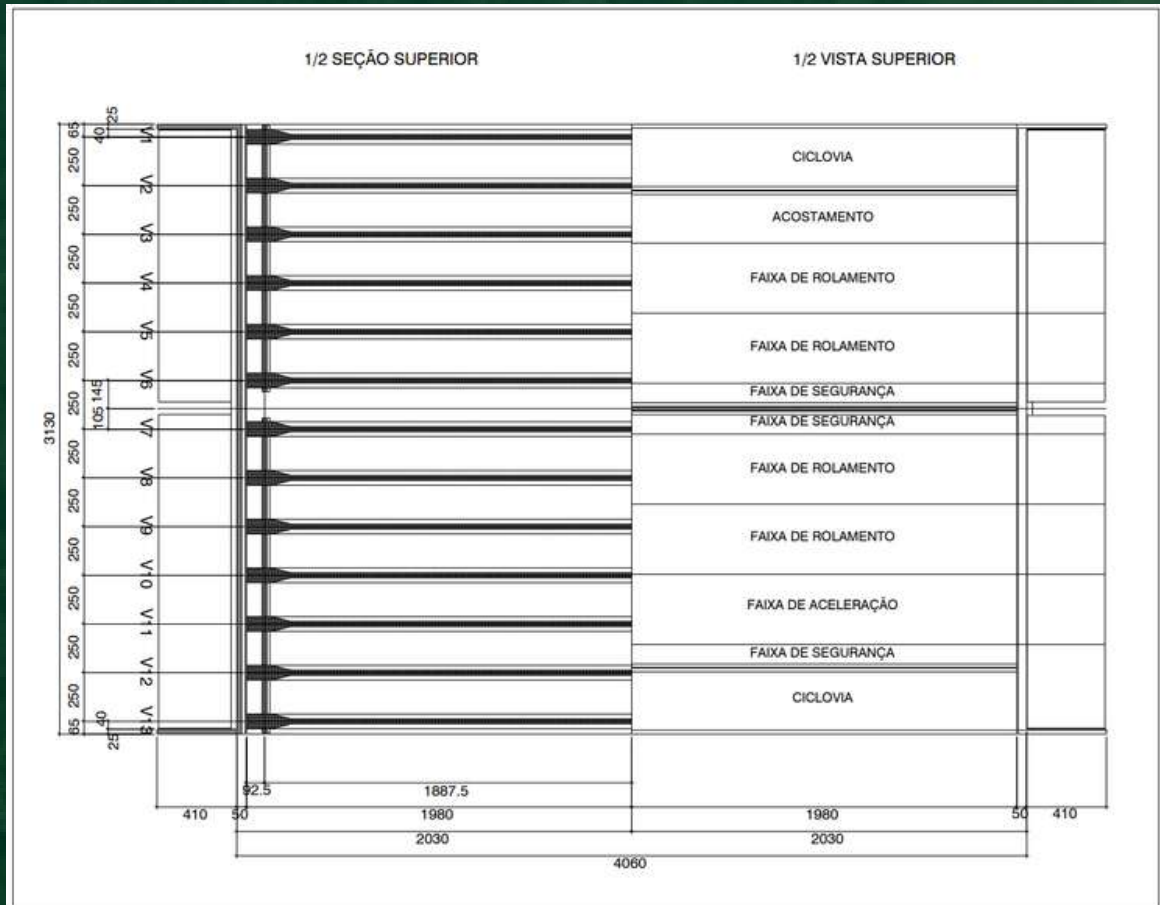 1/2 SEÇÃO SUPERIOR
1/2 VISTA SUPERIOR
25
40
65
V1
250
V2
250
V3
250
V4
250
V5
250
V6
145
250
105
V7
250
V8
250
V9
250
V10
250
V11
250
V12
250
V13
40
65
25
3130
CICLOVIA
ACOSTAMENTO
FAIXA DE ROLAMENTO
FAIXA DE ROLAMENTO
FAIXA DE SEGURANÇA
FAIXA DE SEGURANÇA
FAIXA DE ROLAMENTO
FAIXA DE ROLAMENTO
FAIXA DE ACELERAÇÃO
FAIXA DE SEGURANÇA
CICLOVIA
92.5 1887.5
410 50 1980 1980 50 410
2030 2030
4060